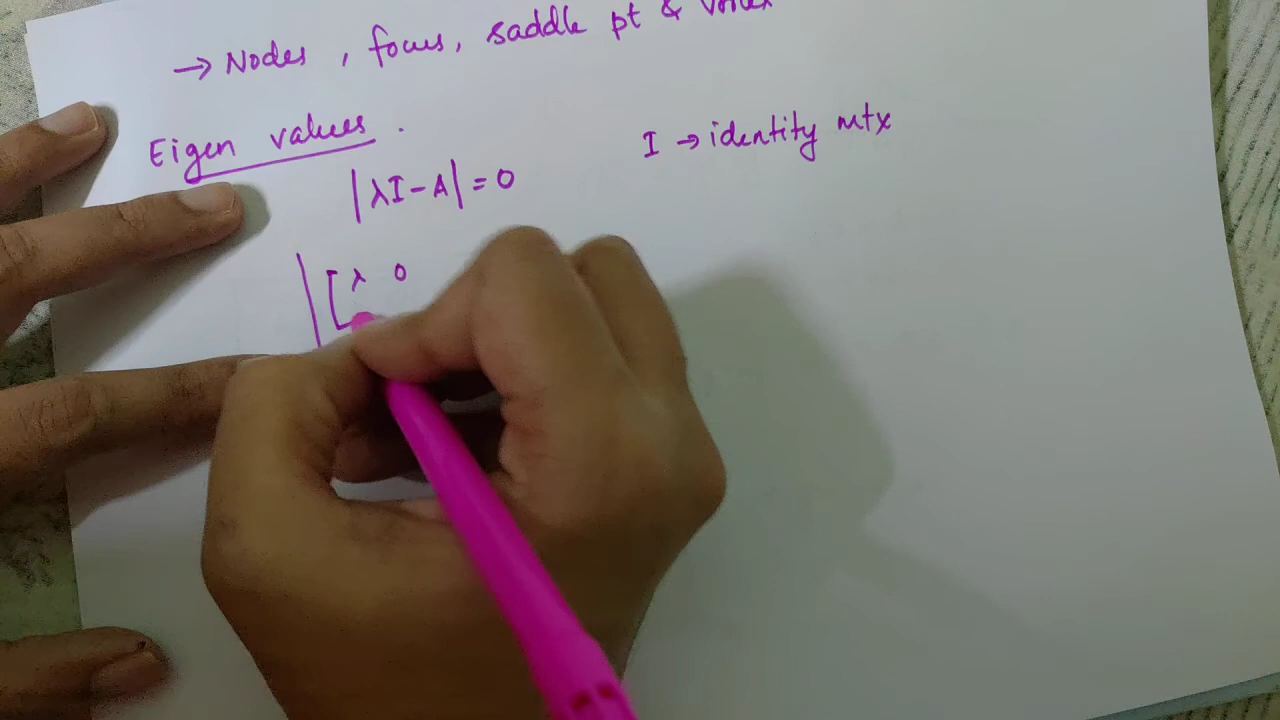 → Nodes, focus, saddle pt &
Eigen values.
I → identity mtx
|λI-A| = 0
|[λ 0